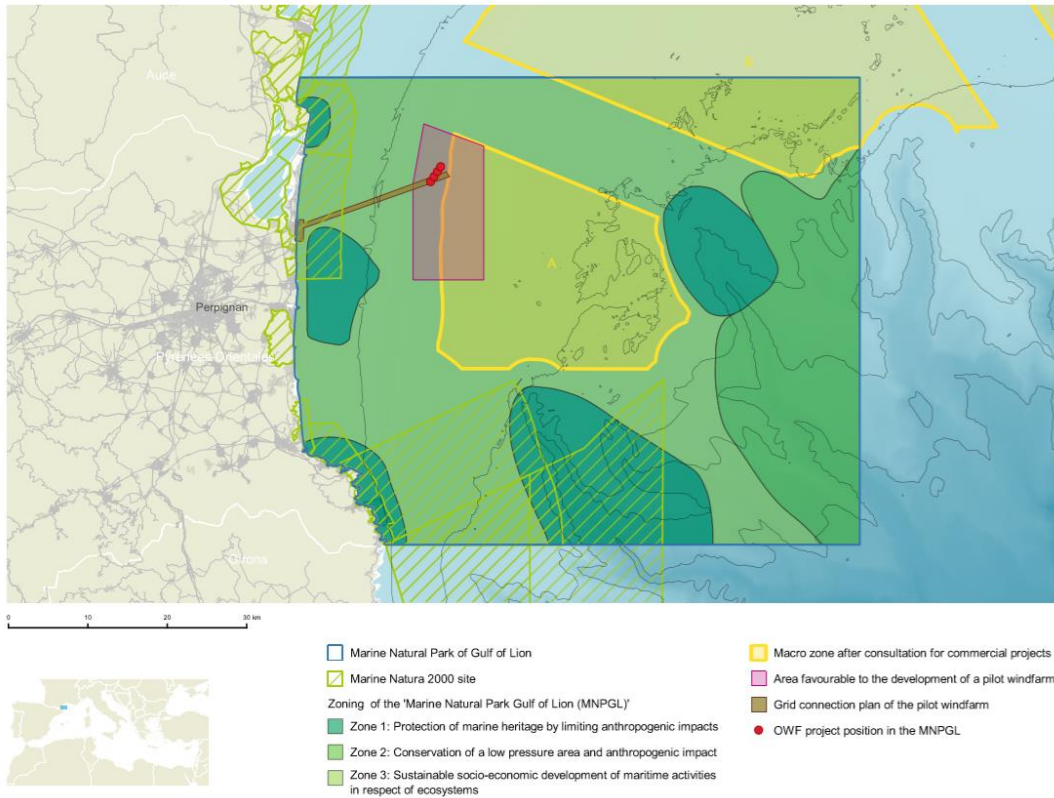 Aude
B
A
Perpignan
Pyrénées-Orientales
Girona
0 10 20 30 km
Marine Natural Park of Gulf of Lion
Marine Natura 2000 site
Zoning of the 'Marine Natural Park Gulf of Lion (MNPGL)'
Zone 1: Protection of marine heritage by limiting anthropogenic impacts
Zone 2: Conservation of a low pressure area and anthropogenic impact
Zone 3: Sustainable socio-economic development of maritime activities
in respect of ecosystems
Macro zone after consultation for commercial projects
Area favourable to the development of a pilot windfarm
Grid connection plan of the pilot windfarm
OWF project position in the MNPGL